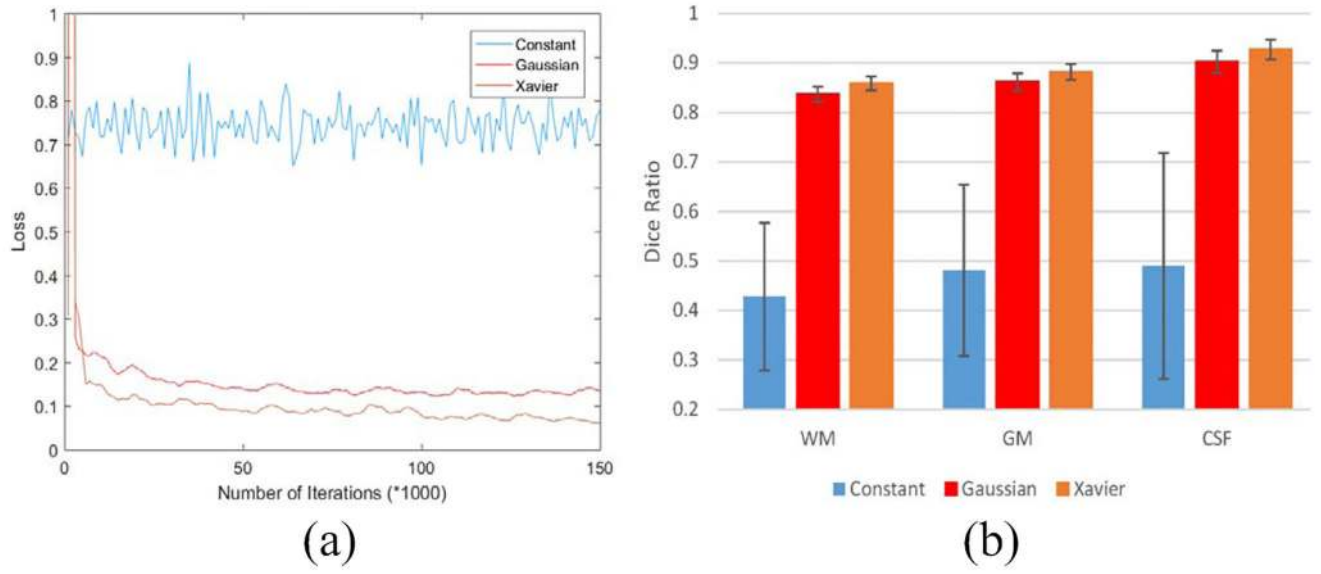 1
0.9
0.8
0.7
0.6
0.5
0.4
0.3
0.2
0.1
0
Loss
0 50 100 150
Number of Iterations (*1000)
Constant
Gaussian
Xavier
(a)
1
0.9
0.8
0.7
0.6
0.5
0.4
0.3
0.2
Dice Ratio
WM GM CSF
Constant Gaussian Xavier
(b)